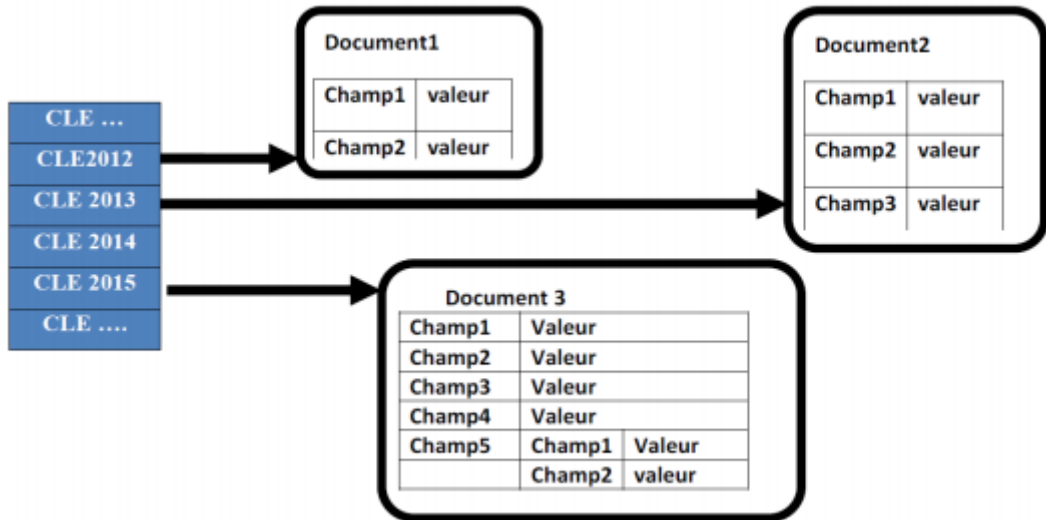 Document1
Champ1 valeur
Champ2 valeur
Document2
Champ1 valeur
Champ2 valeur
Champ3 valeur
CLE ...
CLE2012
CLE 2013
CLE 2014
CLE 2015
CLE ....
Document 3
Champ1 Valeur
Champ2 Valeur
Champ3 Valeur
Champ4 Valeur
Champ5 Champ1 Valeur
Champ2 valeur